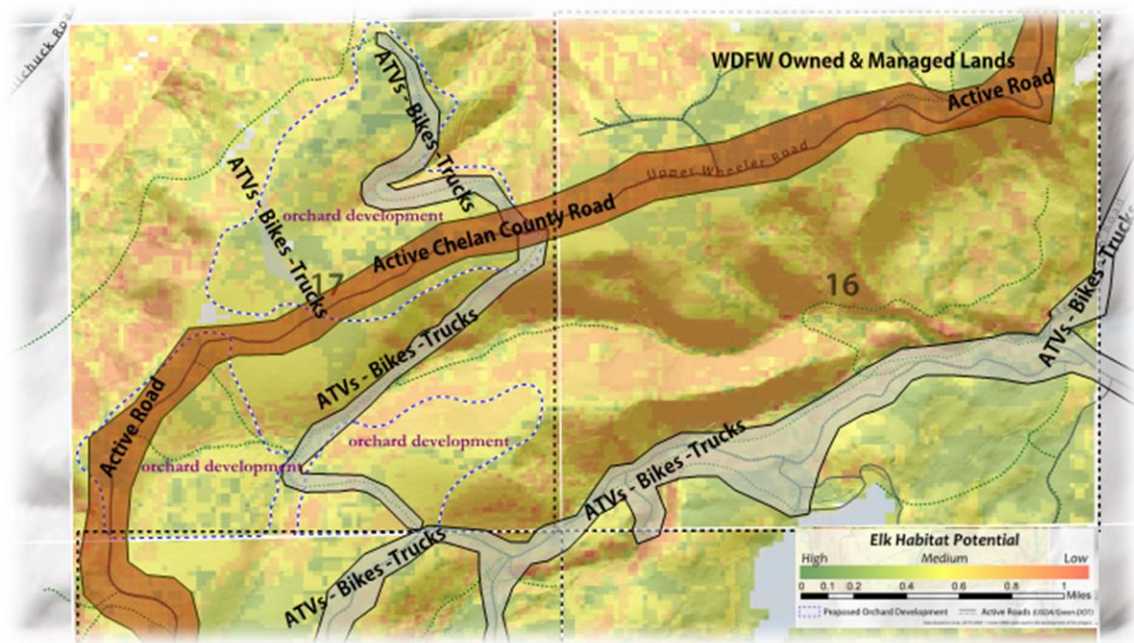 WDFW Owned & Managed Lands
Active Road
ATVs - Bikes -Trucks
Upper Wheeler Road
ATVs - Bikes -Trucks
orchard development
Active Chelan County Road
17
16
ATVs - Bikes -Trucks
ATVs - Bikes -Trucks
Active Road
orchard development
orchard development
ATVs - Bikes -Trucks
ATVs - Bikes -Trucks
Elk Habitat Potential
High Medium Low
0 0.1 0.2 0.4 0.6 0.8 1
Miles
Proposed Orchard Development Active Roads